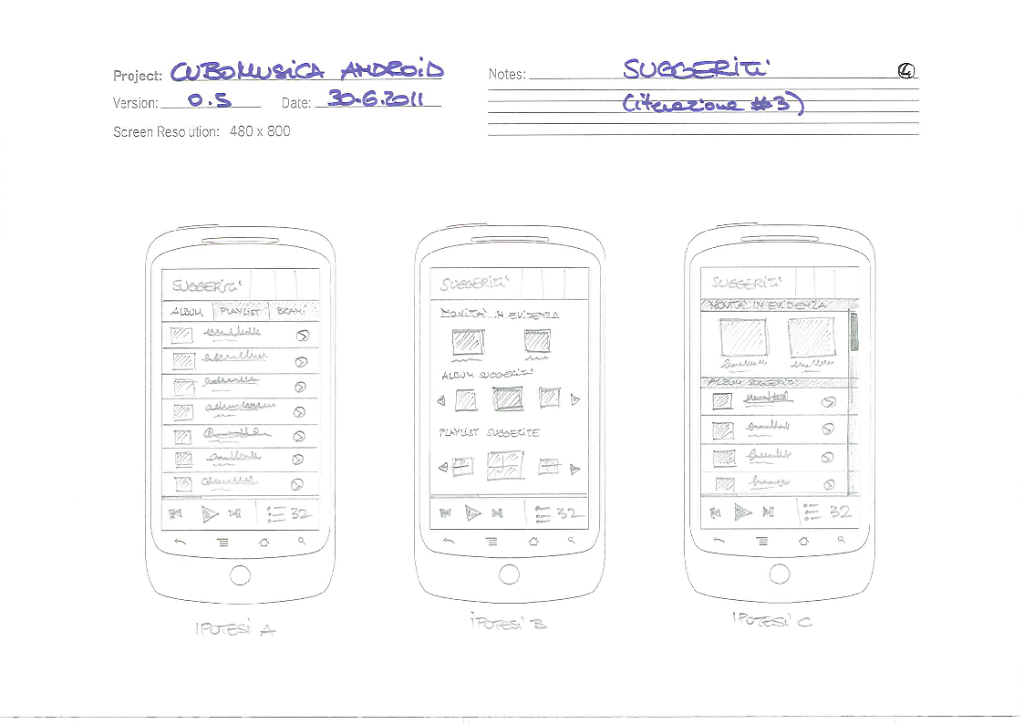 Project: CUBOMUSICA ANDROID
Notes: SUGGERITI 4
Version: 0.5 Date: 30.6.2011
(iterazione #3)
Screen Resolution: 480 x 800
SUGGERITI
ALBUM PLAYLIST BRANI
32
IPOTESI A
SUGGERITI
NOVITA' IN EVIDENZA
ALBUM SUGGERITI
PLAYLIST SUGGERITE
32
IPOTESI B
SUGGERITI
NOVITA' IN EVIDENZA
ALBUM SUGGERITI
32
IPOTESI C